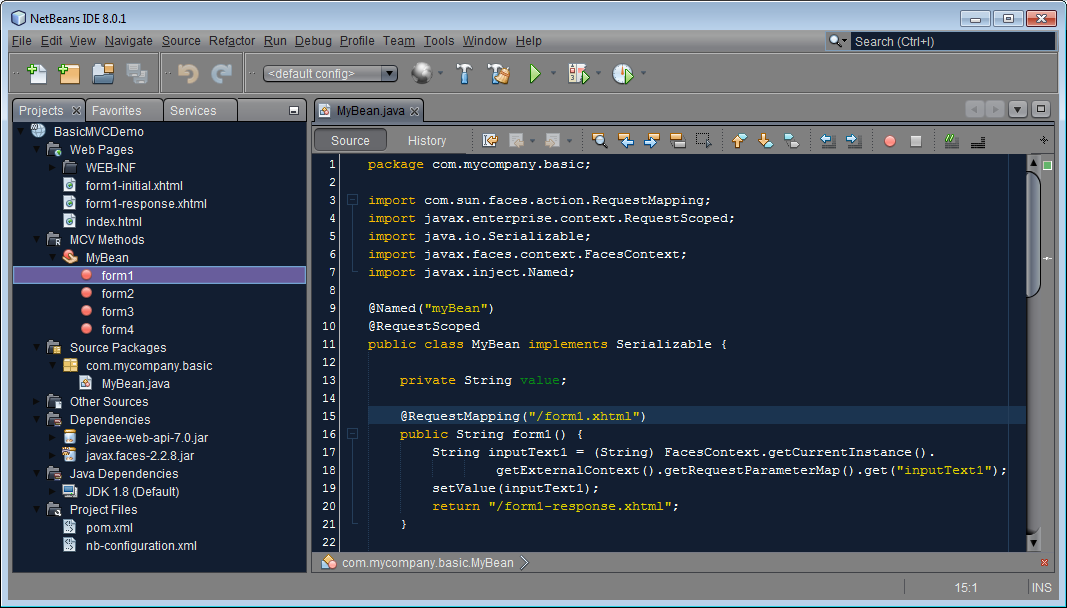 NetBeans IDE 8.0.1
File Edit View Navigate Source Refactor Run Debug Profile Team Tools Window Help
Search (Ctrl+I)
<default config>
Projects Favorites Services
BasicMVCDemo
Web Pages
WEB-INF
form1-initial.xhtml
form1-response.xhtml
index.html
MCV Methods
MyBean
form1
form2
form3
form4
Source Packages
com.mycompany.basic
MyBean.java
Other Sources
Dependencies
javaee-web-api-7.0.jar
javax.faces-2.2.8.jar
Java Dependencies
JDK 1.8 (Default)
Project Files
pom.xml
nb-configuration.xml
MyBean.java
Source History
1 package com.mycompany.basic;
2
3 import com.sun.faces.action.RequestMapping;
4 import javax.enterprise.context.RequestScoped;
5 import java.io.Serializable;
6 import javax.faces.context.FacesContext;
7 import javax.inject.Named;
8
9 @Named("myBean")
10 @RequestScoped
11 public class MyBean implements Serializable {
12
13 private String value;
14
15 @RequestMapping("/form1.xhtml")
16 public String form1() {
17 String inputText1 = (String) FacesContext.getCurrentInstance().
18 getExternalContext().getRequestParameterMap().get("inputText1");
19 setValue(inputText1);
20 return "/form1-response.xhtml";
21 }
22
com.mycompany.basic.MyBean
15:1 INS